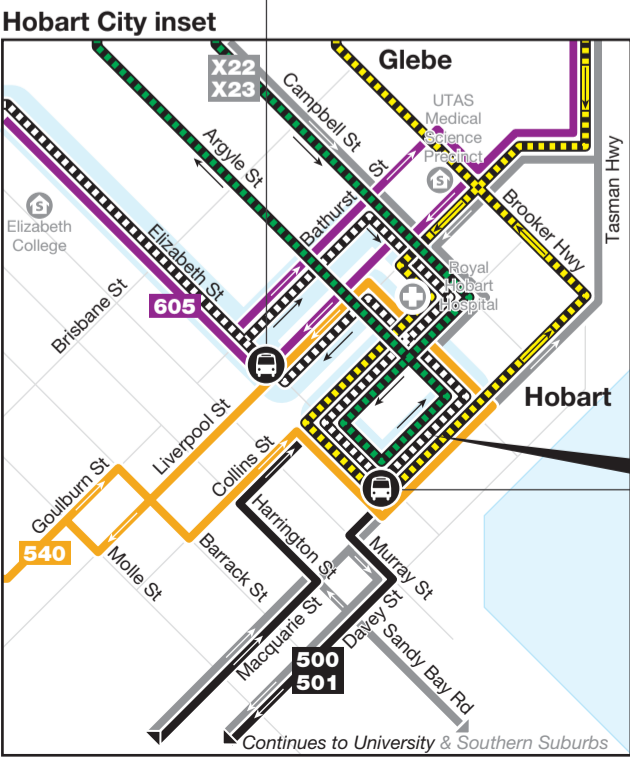 Hobart City inset
Glebe
X22
X23
Campbell St
UTAS
Medical
Science
Precinct
S
Tasman Hwy
Argyle St
St
Bathurst
Brooker Hwy
S
Elizabeth
College
Elizabeth St
Royal
Hobart
Hospital
605
Brisbane St
Hobart
Liverpool St
Collins St
Goulburn St
540
Molle St
Barrack St
Harrington St
Murray St
Macquarie St
Davey St
Sandy Bay Rd
500
501
Continues to University & Southern Suburbs